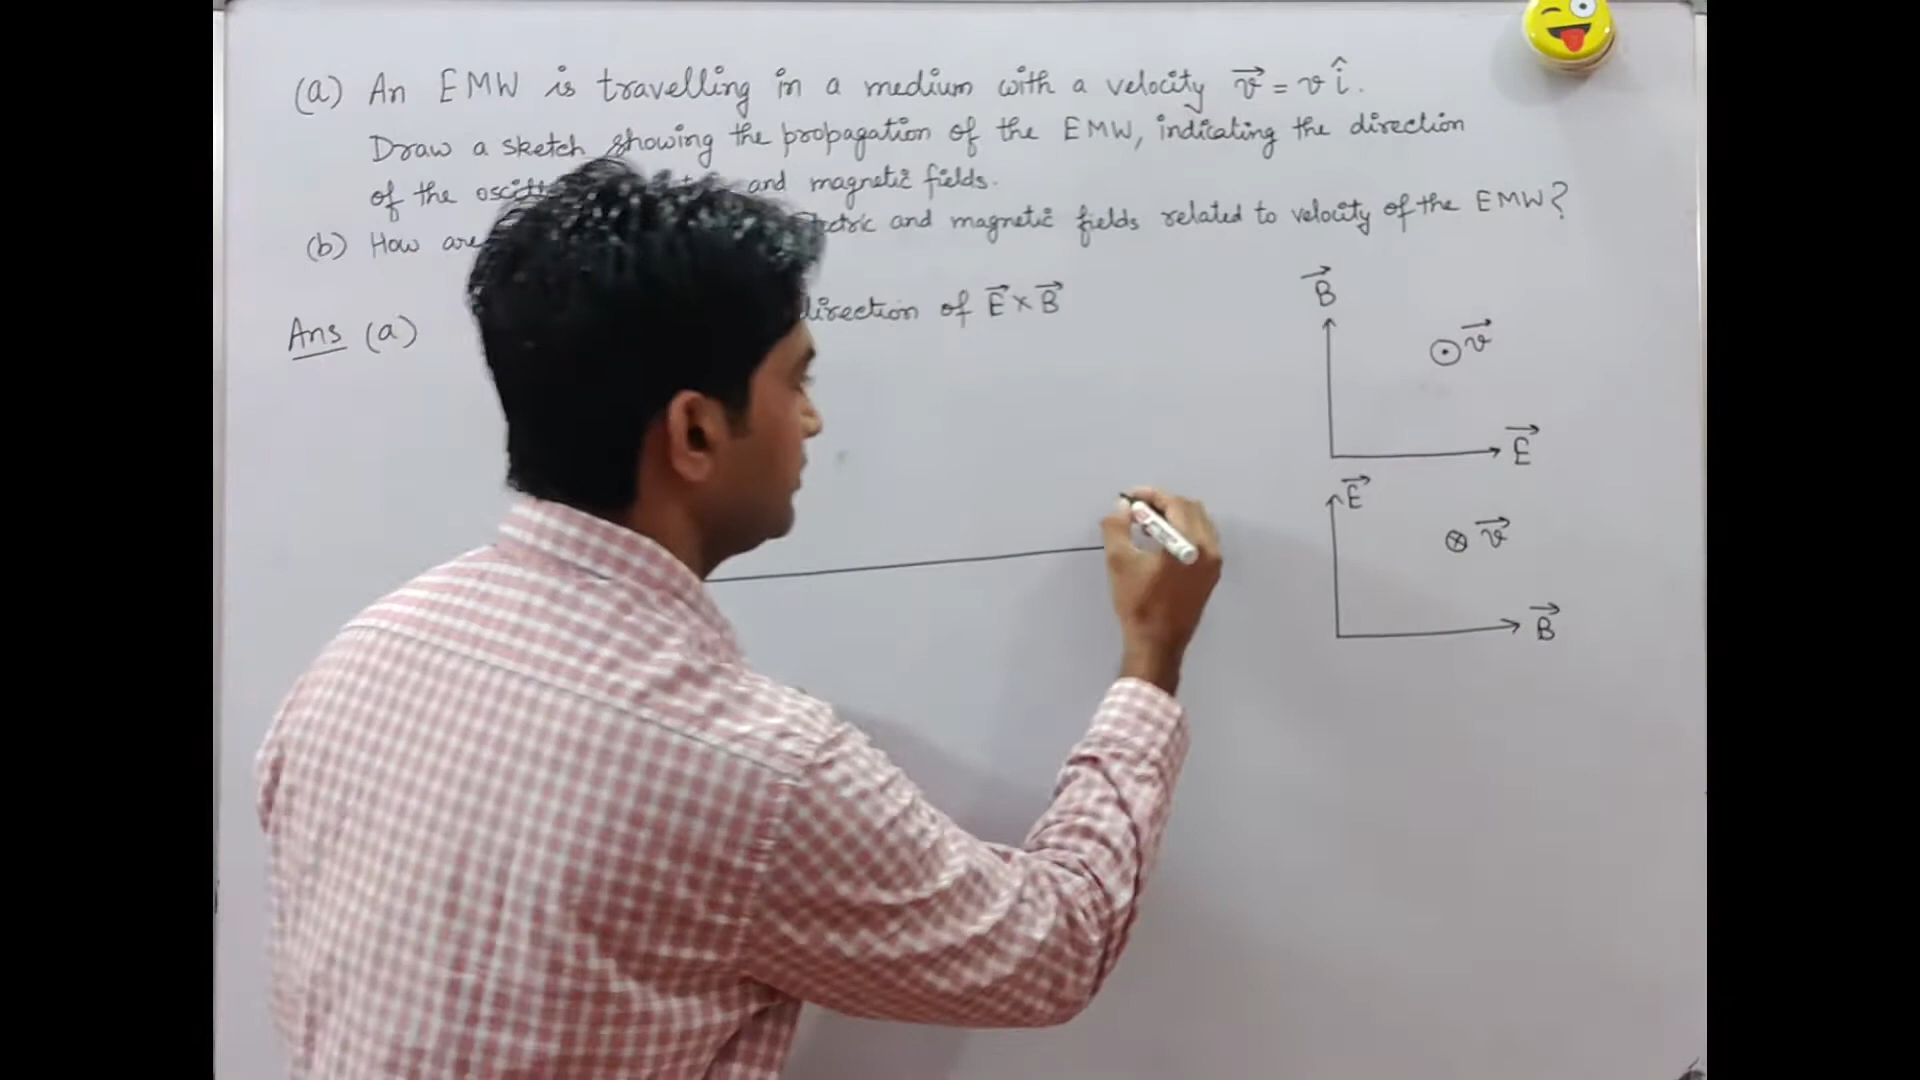 (a) An EMW is travelling in a medium with a velocity v⃗ = v î.
Draw a sketch showing the propagation of the EMW, indicating the direction
of the and magnetic fields.
(b) How are and magnetic fields related to velocity of the EMW?
Ans (a) direction of E⃗ × B⃗
B⃗
v⃗
E⃗
E⃗
v⃗
B⃗